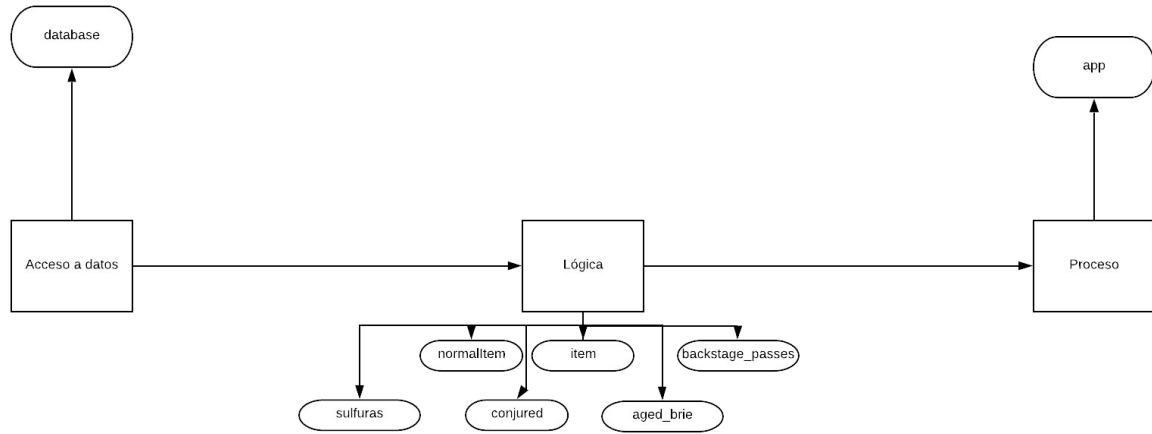 database
app
Acceso a datos
Lógica
Proceso
normalItem
item
backstage_passes
sulfuras
conjured
aged_brie